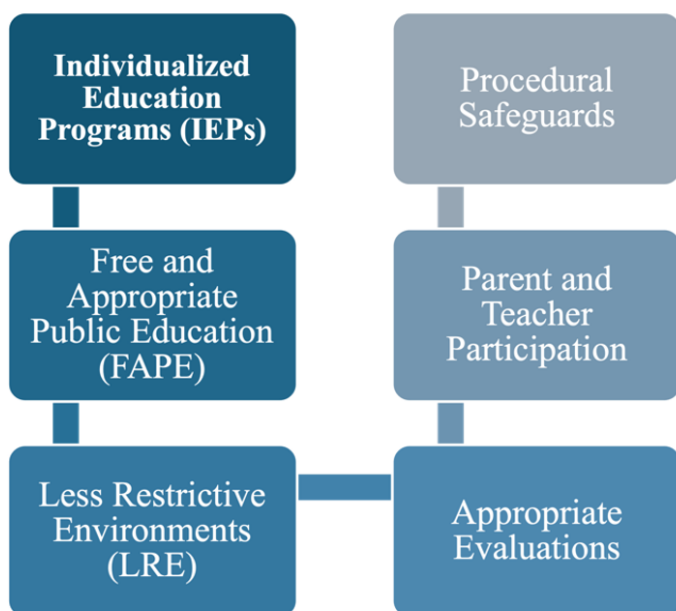 Individualized
Education
Programs (IEPs)
Free and
Appropriate
Public Education
(FAPE)
Less Restrictive
Environments
(LRE)
Appropriate
Evaluations
Parent and
Teacher
Participation
Procedural
Safeguards